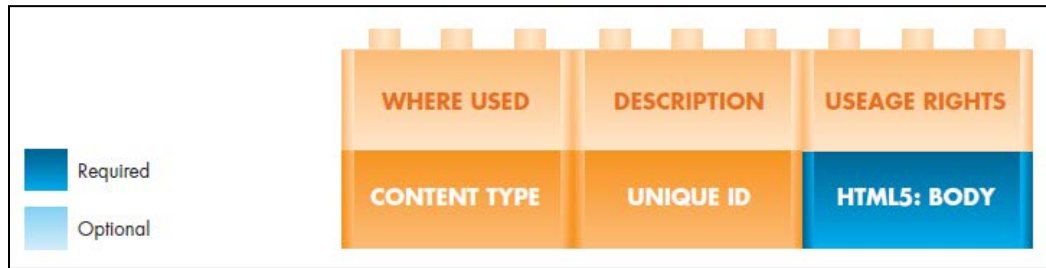 WHERE USED
DESCRIPTION
USEAGE RIGHTS
Required
CONTENT TYPE
UNIQUE ID
HTML5: BODY
Optional